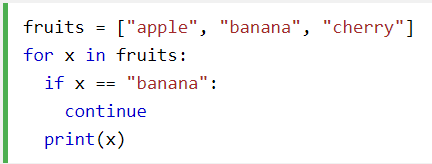 fruits = ["apple", "banana", "cherry"]
for x in fruits:
  if x == "banana":
    continue
  print(x)